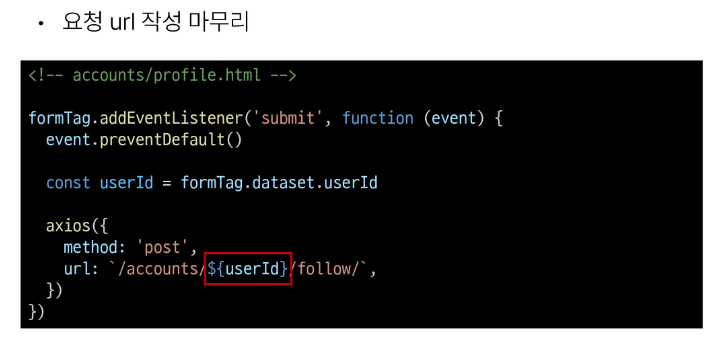 • 요청 url 작성 마무리
<!-- accounts/profile.html -->
formTag.addEventListener('submit', function (event) {
  event.preventDefault()
  const userId = formTag.dataset.userId
  axios({
    method: 'post',
    url: `/accounts/${userId}/follow/`,
  })
})